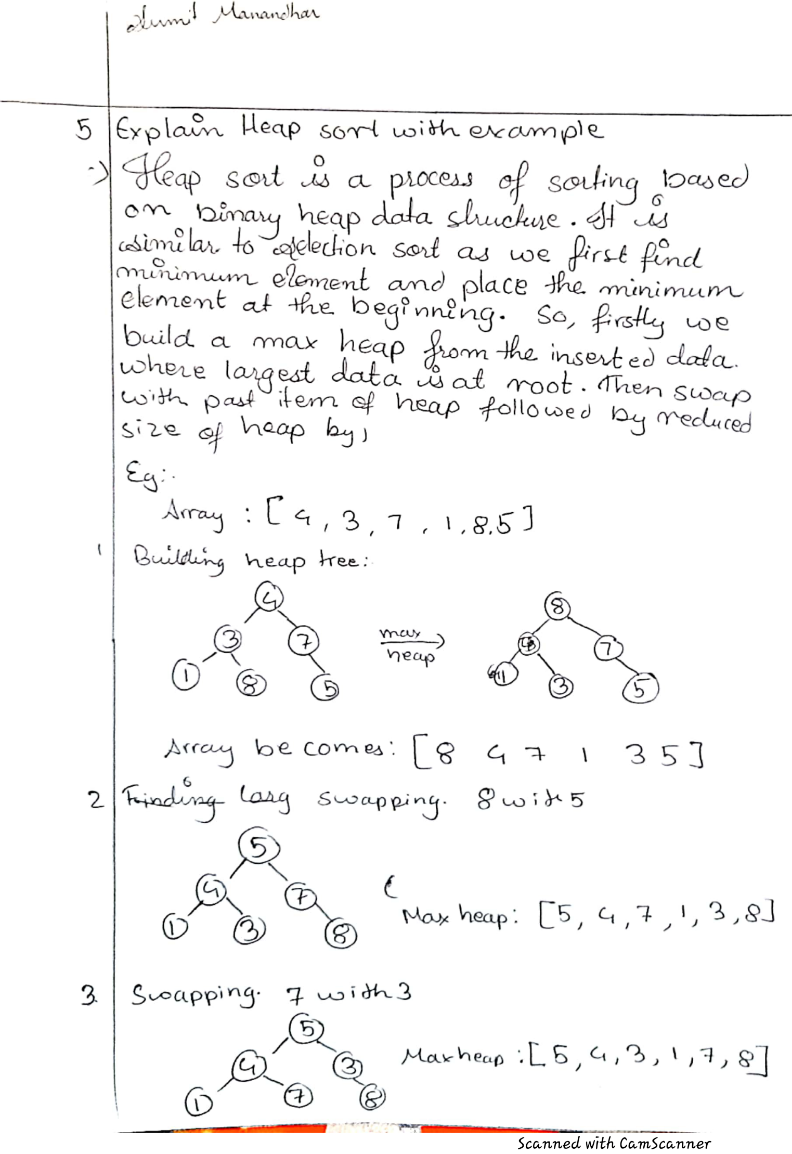 Manandhar
5 Explain Heap sort with example
-) Heap sort is a process of sorting based
on binary heap data structure. It is
similar to selection sort as we first find
minimum element and place the minimum
element at the beginning. So, firstly we
build a max heap from the inserted data.
where largest data is at root. Then swap
with past item of heap followed by reduced
size of heap by,
Eg:-
Array : [4, 3, 7, 1, 8, 5]
1 Building heap tree:
4 8
3 7 max heap 4 7
1 8 5 1 3 5
Array becomes: [8 4 7 1 3 5]
2 Finding larg swapping. 8 with 5
5
4 7
1 3 8
Max heap: [5, 4, 7, 1, 3, 8]
3. Swapping. 7 with 3
5
4 3
1 7 8
Max heap : [5, 4, 3, 1, 7, 8]
Scanned with CamScanner